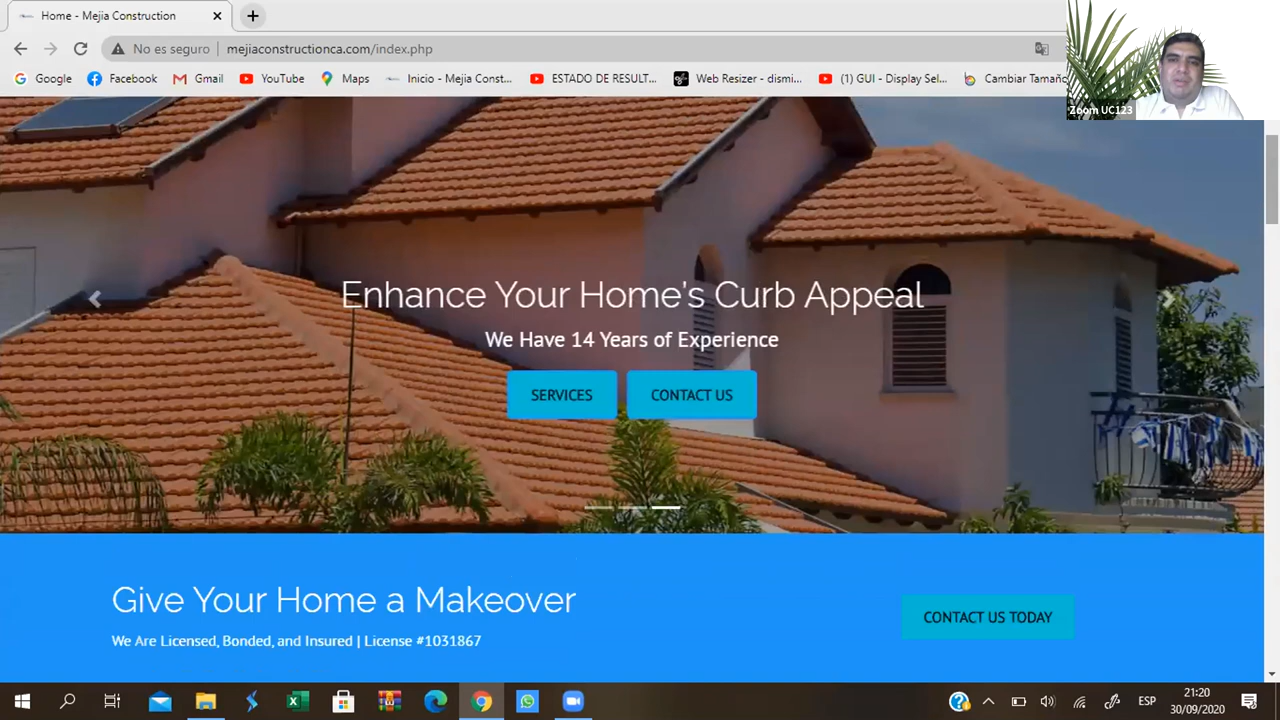 Home - Mejia Construction
No es seguro
mejiaconstructionca.com/index.php
Google
Facebook
Gmail
YouTube
Maps
Inicio - Mejia Const...
ESTADO DE RESULT...
Web Resizer - dismi...
(1) GUI - Display Sel...
Cambiar Tamaño
Zoom UC123
Enhance Your Home's Curb Appeal
We Have 14 Years of Experience
SERVICES
CONTACT US
Give Your Home a Makeover
We Are Licensed, Bonded, and Insured | License #1031867
CONTACT US TODAY
ESP
21:20
30/09/2020